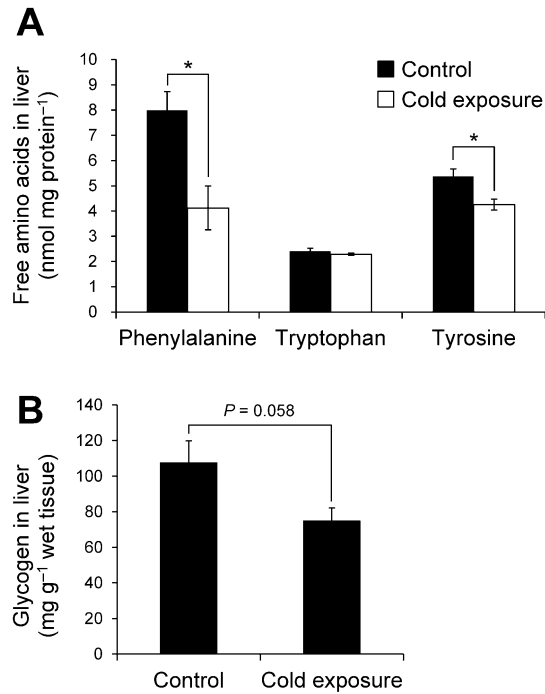 A
Free amino acids in liver
(nmol mg protein⁻¹)
10
9
8
7
6
5
4
3
2
1
0
*
*
Control
Cold exposure
Phenylalanine
Tryptophan
Tyrosine
B
Glycogen in liver
(mg g⁻¹ wet tissue)
140
120
100
80
60
40
20
0
P = 0.058
Control
Cold exposure